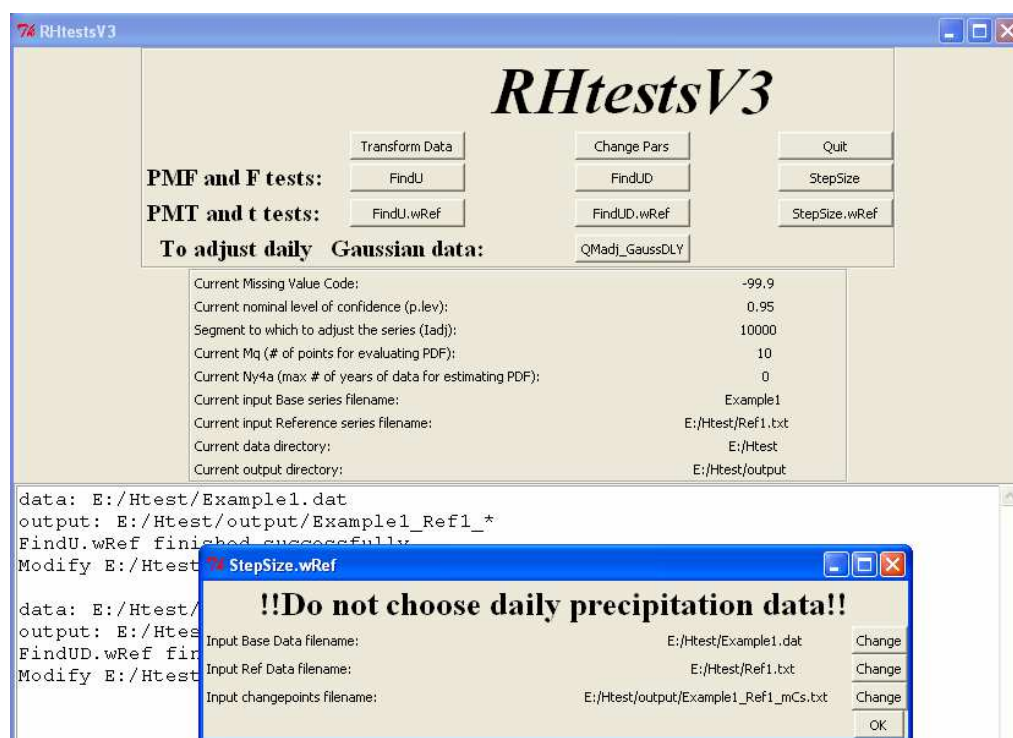 RHtestsV3
RHtestsV3
Transform Data Change Pars Quit
PMF and F tests: FindU FindUD StepSize
PMT and t tests: FindU.wRef FindUD.wRef StepSize.wRef
To adjust daily Gaussian data: QMadj_GaussDLY
Current Missing Value Code: -99.9
Current nominal level of confidence (p.lev): 0.95
Segment to which to adjust the series (Iadj): 10000
Current Mq (# of points for evaluating PDF): 10
Current Ny4a (max # of years of data for estimating PDF): 0
Current input Base series filename: Example1
Current input Reference series filename: E:/Htest/Ref1.txt
Current data directory: E:/Htest
Current output directory: E:/Htest/output
data: E:/Htest/Example1.dat
output: E:/Htest/output/Example1_Ref1_*
FindU.wRef finished successfully
Modify E:/Htest
data: E:/Htest/
output: E:/Htes
FindUD.wRef fin
Modify E:/Htest
StepSize.wRef
!!Do not choose daily precipitation data!!
Input Base Data filename: E:/Htest/Example1.dat Change
Input Ref Data filename: E:/Htest/Ref1.txt Change
Input changepoints filename: E:/Htest/output/Example1_Ref1_mCs.txt Change
OK